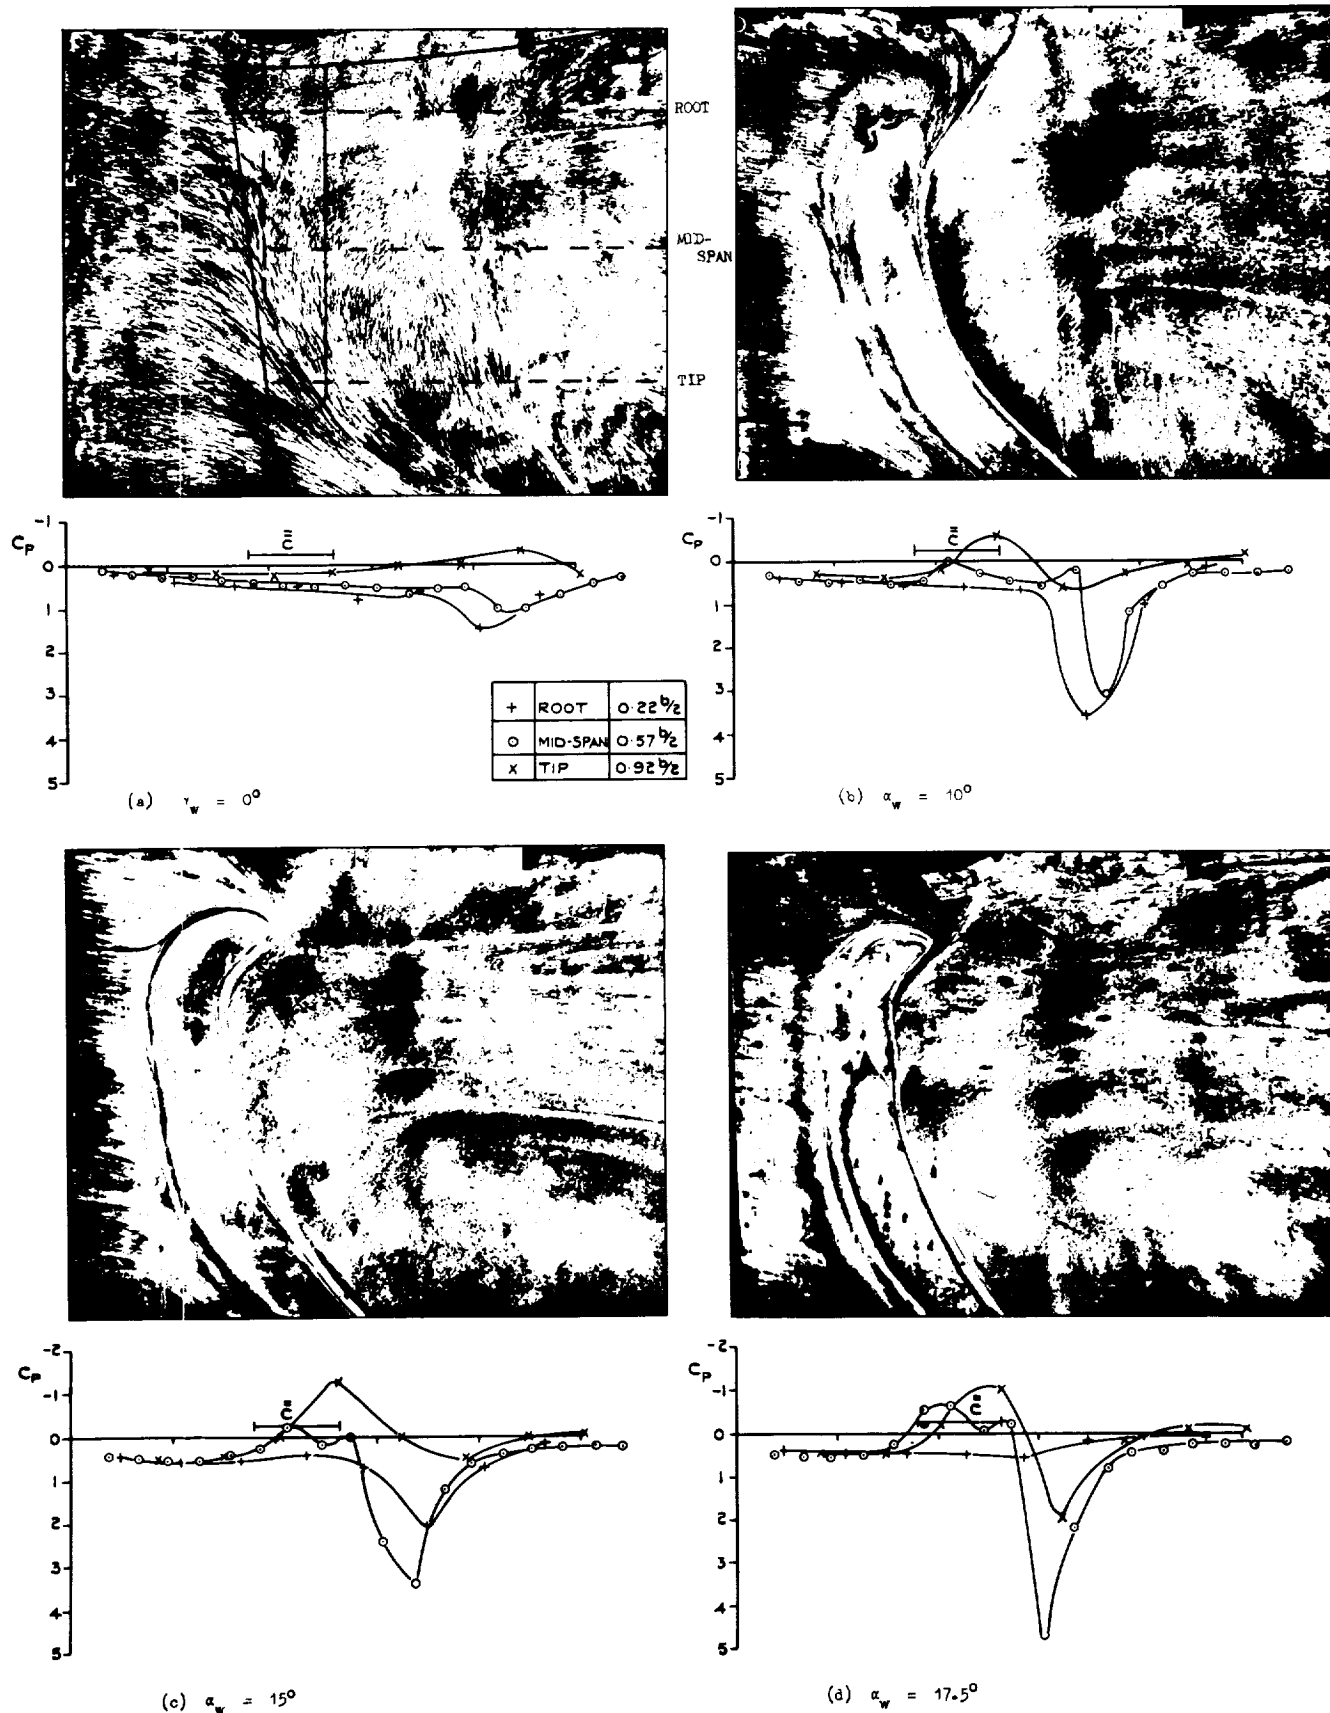 ROOT
MID-
SPAN
TIP
CP
-1
0
1
2
3
4
5
c̿
+ ROOT 0.22 b/2
⊙ MID-SPAN 0.57 b/2
× TIP 0.92 b/2
(a) = 0°
CP
-1
0
1
2
3
4
5
c̿
(b) αw = 10°
CP
-2
-1
0
1
2
3
4
5
c̿
(c) αw = 15°
CP
-2
-1
0
1
2
3
4
5
c̿
(d) αw = 17.5°